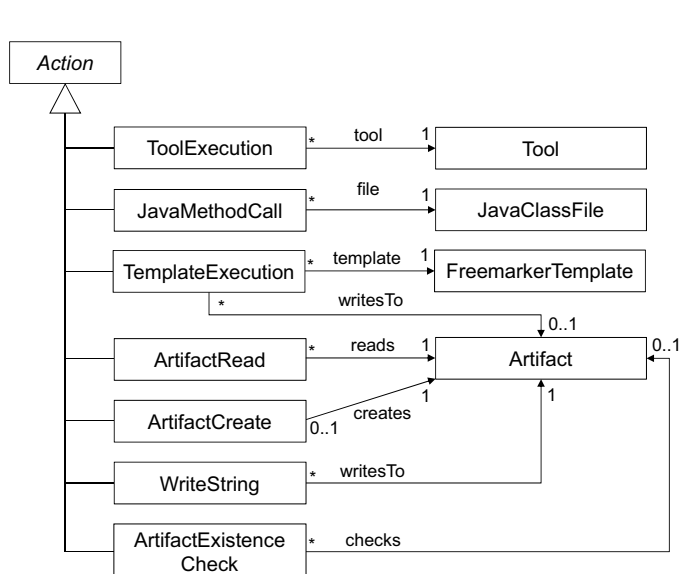 Action
ToolExecution
* tool 1
Tool
JavaMethodCall
* file 1
JavaClassFile
TemplateExecution
* template 1
FreemarkerTemplate
* writesTo 0..1
ArtifactRead
* reads 1
Artifact
0..1
ArtifactCreate
0..1 creates 1
WriteString
* writesTo 1
ArtifactExistence
Check
* checks